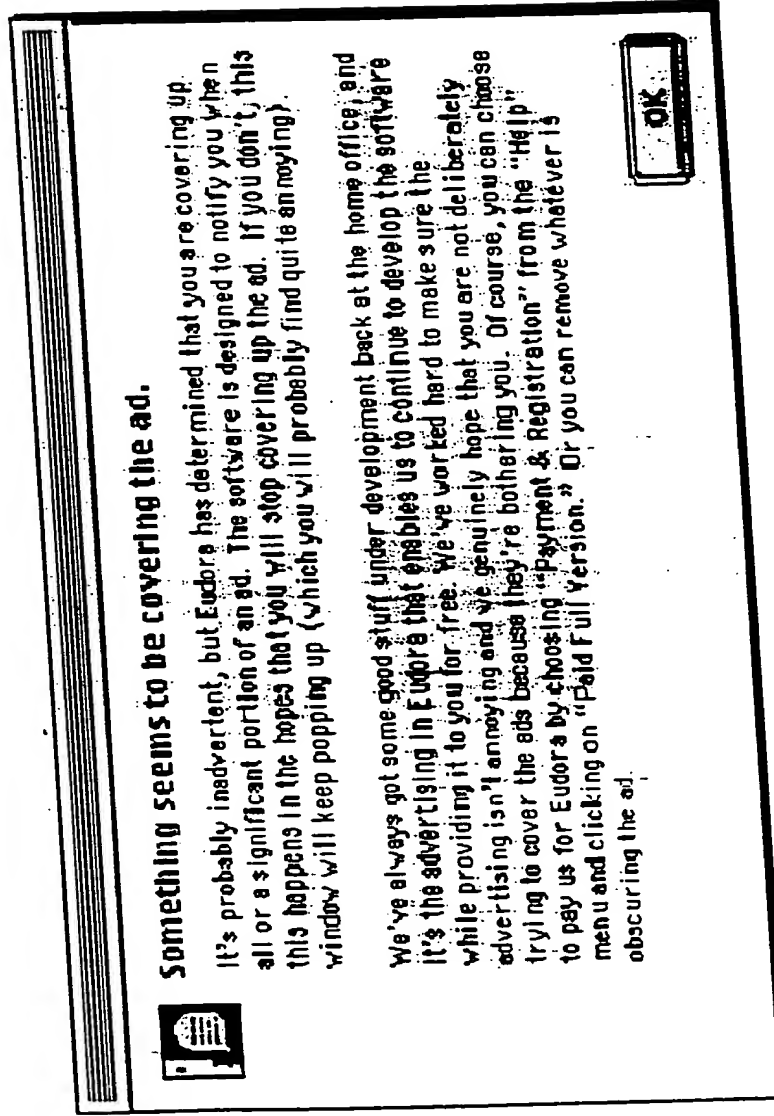 Something seems to be covering the ad.
It's probably inadvertent, but Eudora has determined that you are covering up
all or a significant portion of an ad. The software is designed to notify you when
this happens in the hopes that you will stop covering up the ad. If you don't, this
window will keep popping up (which you will probably find quite annoying).
We've always got some good stuff under development back at the home office, and
it's the advertising in Eudora that enables us to continue to develop the software
while providing it to you for free. We've worked hard to make sure the
advertising isn't annoying and we genuinely hope that you are not deliberately
trying to cover the ads because they're bothering you. Of course, you can choose
to pay us for Eudora by choosing "Payment & Registration" from the "Help"
menu and clicking on "Paid Full Version." Or you can remove whatever is
obscuring the ad.
OK